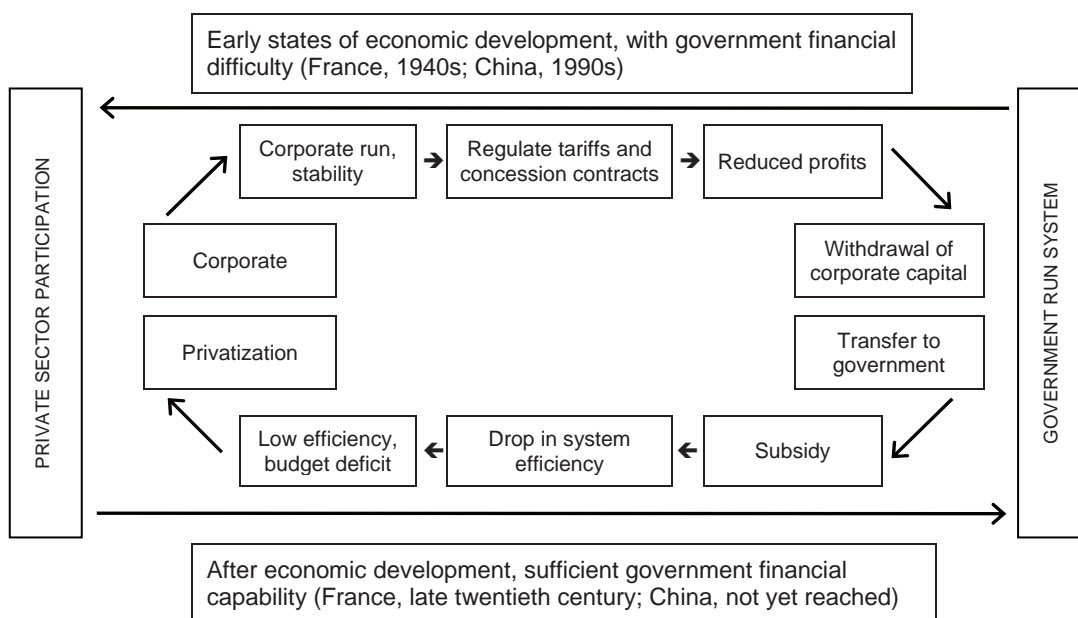 Early states of economic development, with government financial
difficulty (France, 1940s; China, 1990s)
PRIVATE SECTOR PARTICIPATION
GOVERNMENT RUN SYSTEM
Corporate run,
stability
Regulate tariffs and
concession contracts
Reduced profits
Corporate
Withdrawal of
corporate capital
Privatization
Transfer to
government
Low efficiency,
budget deficit
Drop in system
efficiency
Subsidy
After economic development, sufficient government financial
capability (France, late twentieth century; China, not yet reached)